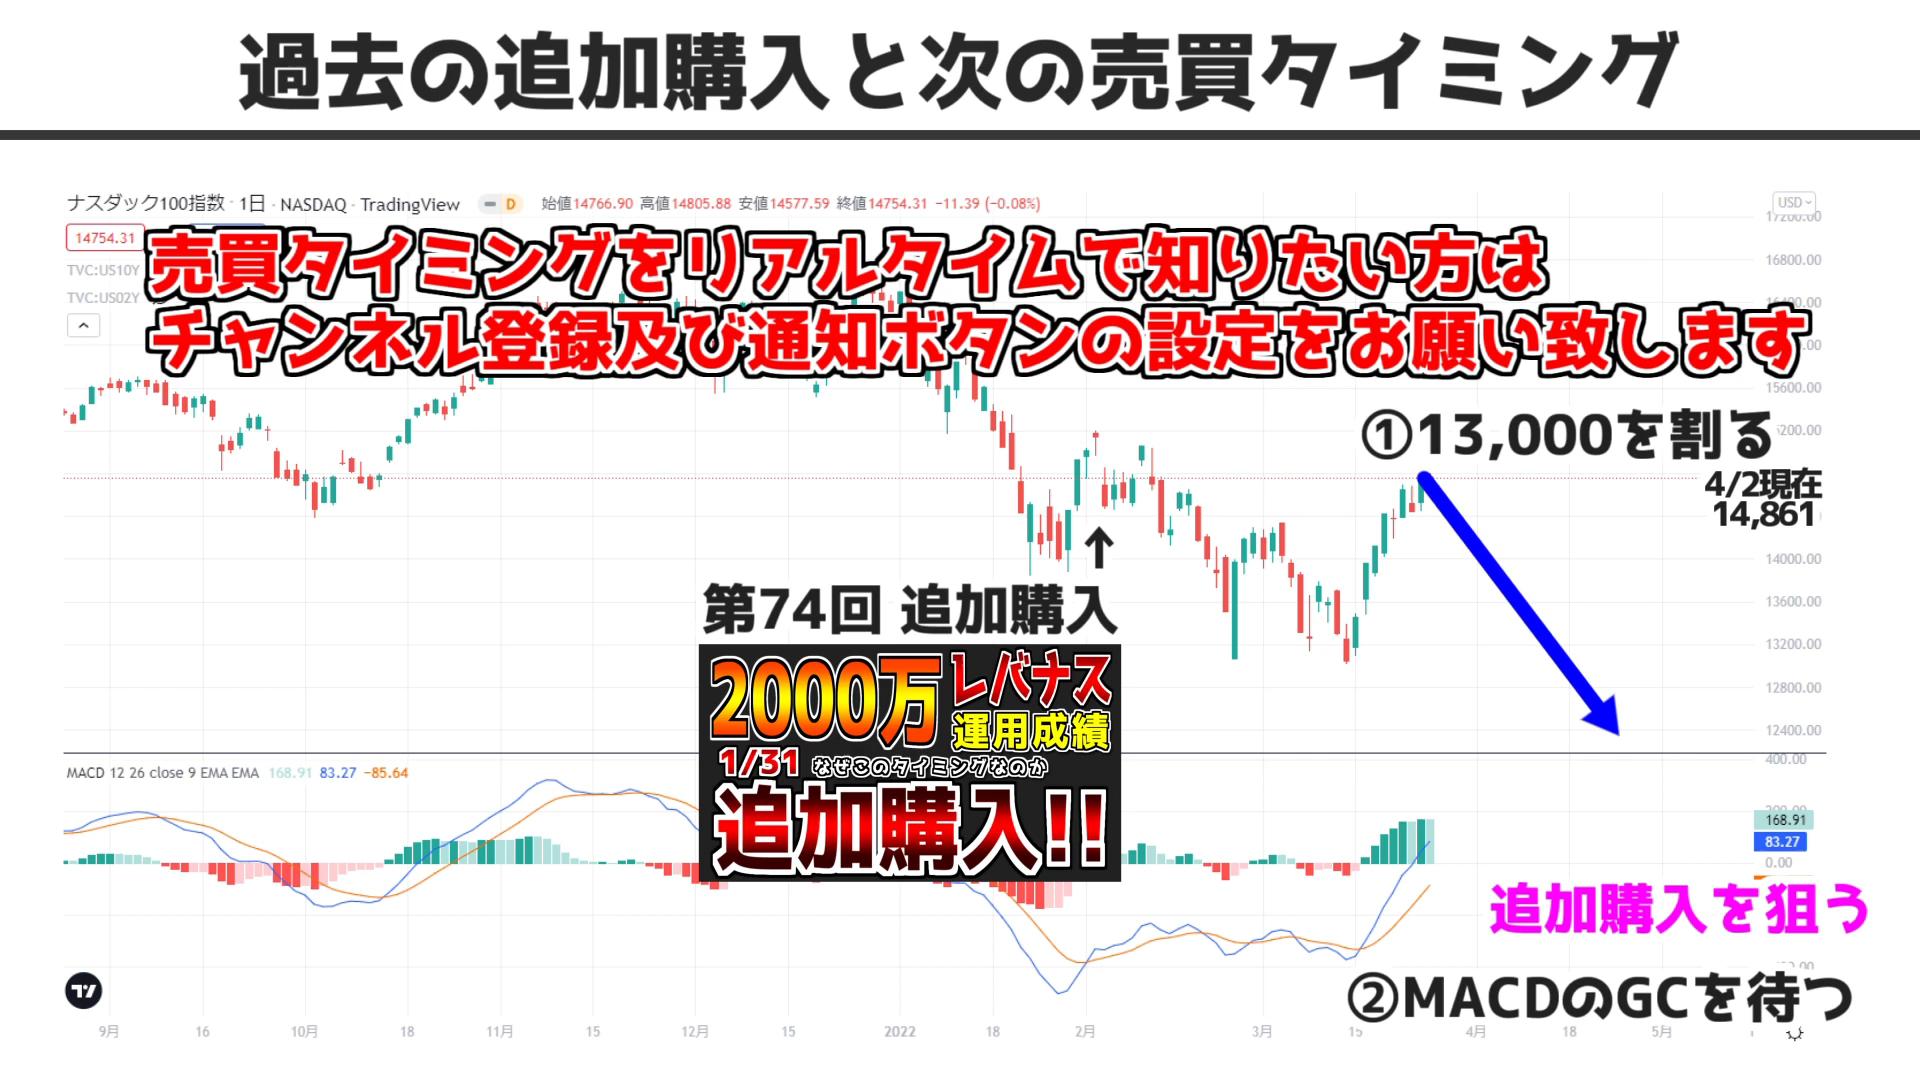 過去の追加購入と次の売買タイミング
ナスダック100指数 · 1日 · NASDAQ · TradingView D 始値14766.90 高値14805.88 安値14577.59 終値14754.31 −11.39 (−0.08%)
USD
17200.00
14754.31
売買タイミングをリアルタイムで知りたい方は
TVC:US10Y
16800.00
TVC:US02Y
16400.00
チャンネル登録及び通知ボタンの設定をお願い致します
15600.00
①13,000を割る
4/2現在
14,861
14000.00
13600.00
13200.00
12800.00
12400.00
第74回 追加購入
2000万
レバナス
運用成績
1/31 なぜこのタイミングなのか
追加購入!!
MACD 12 26 close 9 EMA EMA 168.91 83.27 −85.64
400.00
200.00
168.91
83.27
0.00
追加購入を狙う
②MACDのGCを待つ
9月 16 10月 18 11月 15 12月 15 2022 18 2月 3月 15 4月 18 5月